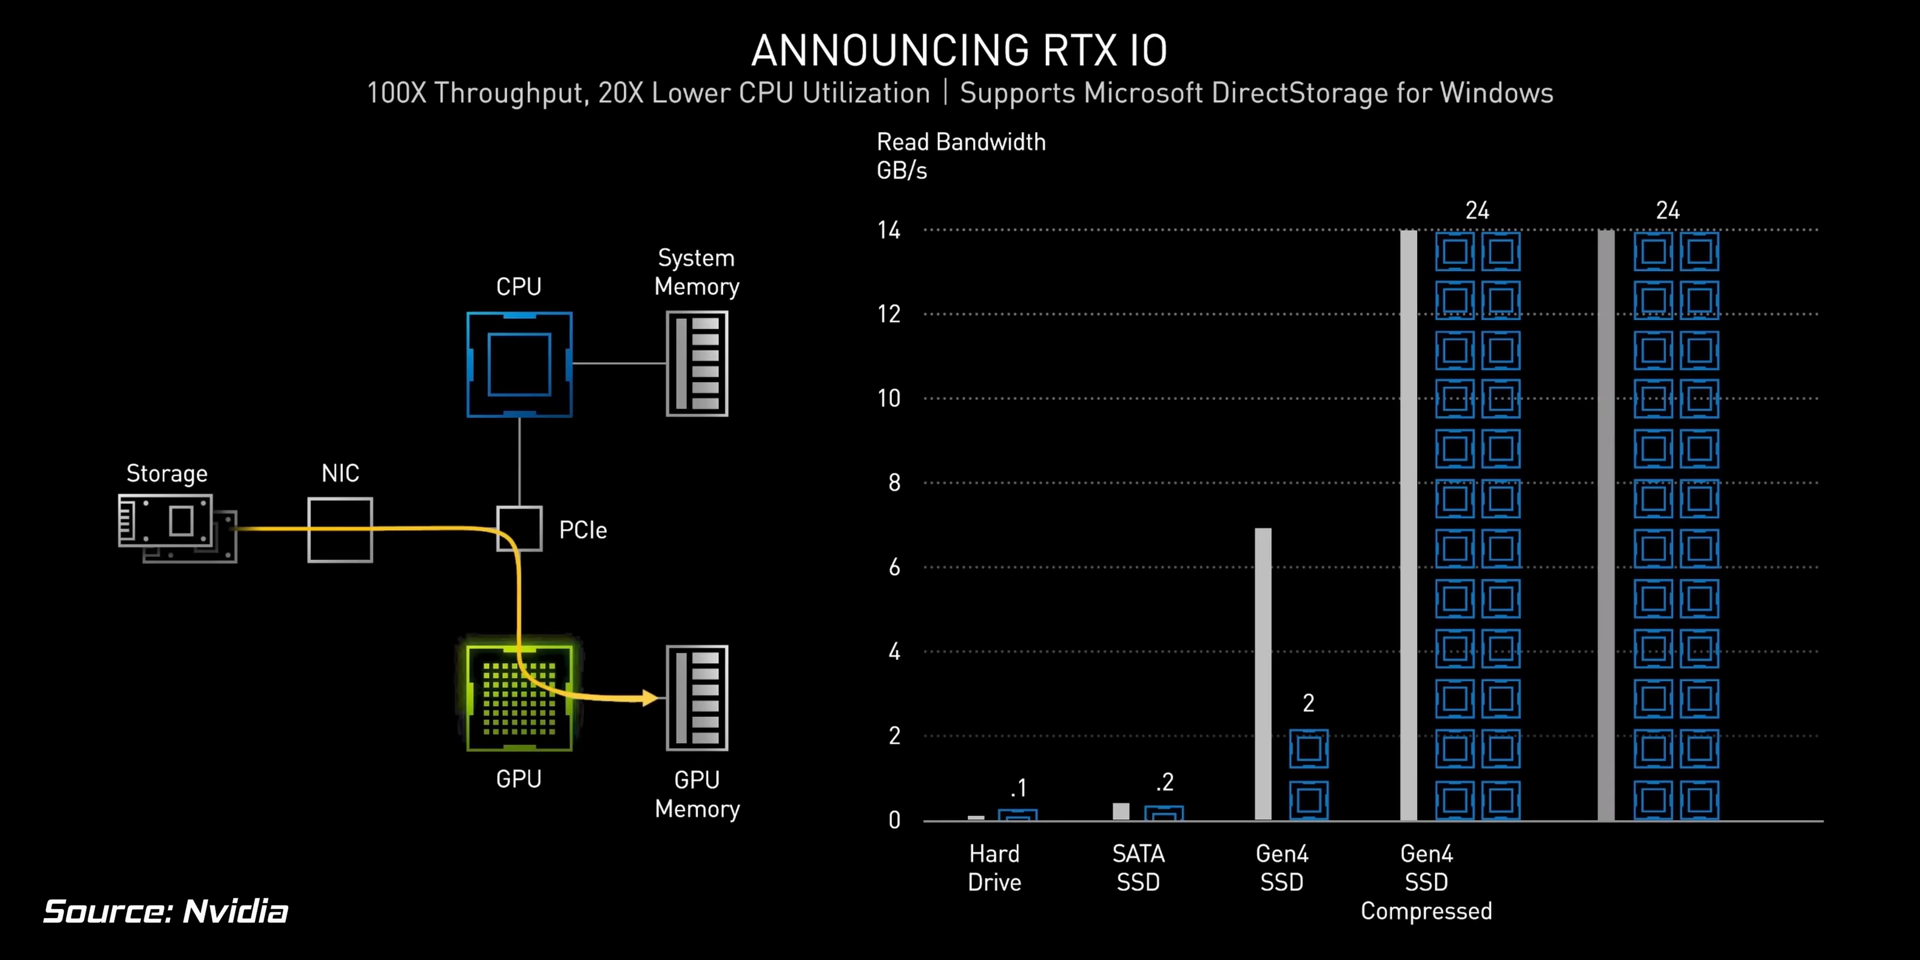 ANNOUNCING RTX IO
100X Throughput, 20X Lower CPU Utilization | Supports Microsoft DirectStorage for Windows
Storage
NIC
CPU
System
Memory
PCIe
GPU
GPU
Memory
Read Bandwidth
GB/s
14
12
10
8
6
4
2
0
.1
.2
2
24
24
Hard
Drive
SATA
SSD
Gen4
SSD
Gen4
SSD
Compressed
Source: Nvidia